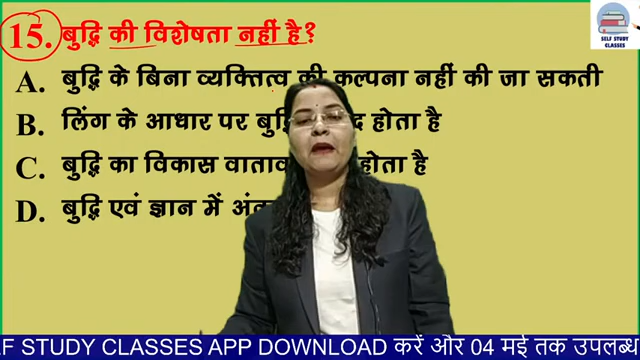 15. बुद्धि की विशेषता नहीं है?
SELF STUDY
CLASSES
A. बुद्धि के बिना व्यक्तित्व की कल्पना नहीं की जा सकती
B. लिंग के आधार पर होता है
C. बुद्धि का विकास होता है
D. बुद्धि एवं ज्ञान में
STUDY CLASSES APP DOWNLOAD करें और 04 मई तक